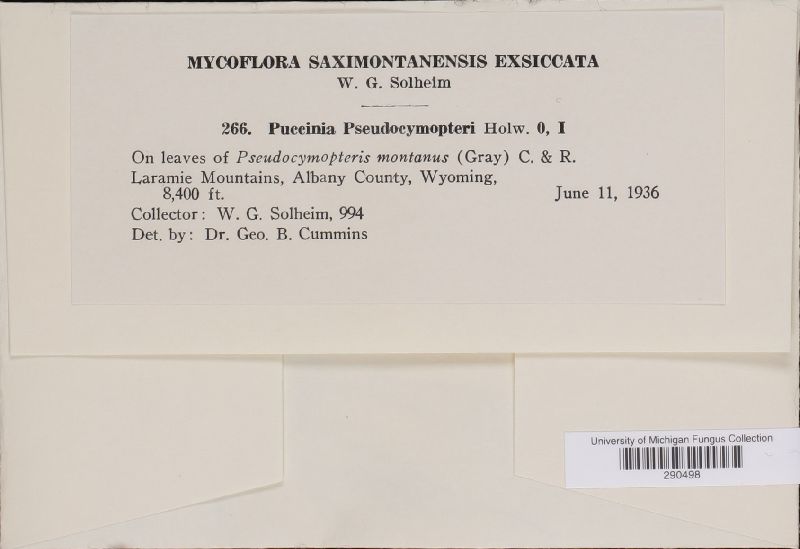 MYCOFLORA SAXIMONTANENSIS EXSICCATA
W. G. Solheim
266. Puccinia Pseudocymopteri Holw. 0, I
On leaves of Pseudocymopteris montanus (Gray) C. & R.
Laramie Mountains, Albany County, Wyoming,
8,400 ft. June 11, 1936
Collector: W. G. Solheim, 994
Det. by: Dr. Geo. B. Cummins
University of Michigan Fungus Collection
290498